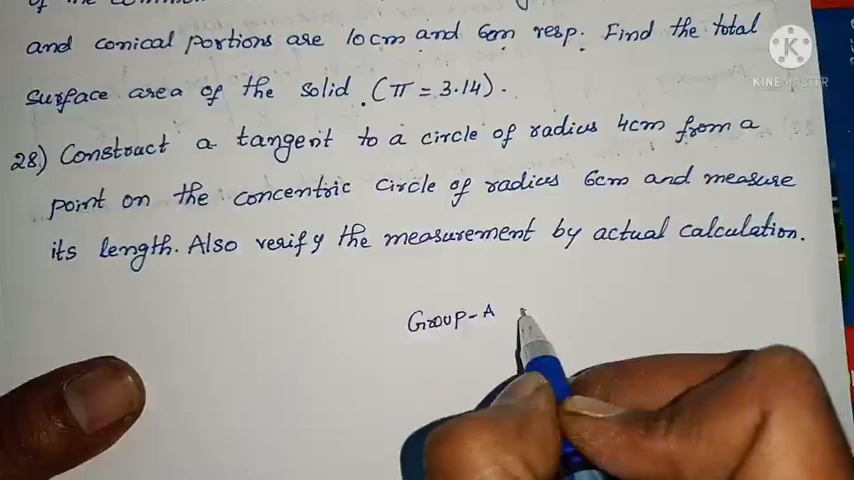 and conical portions are 10cm and 6cm resp. Find the total
KINEMASTER
surface area of the solid. (π = 3.14).
28) Construct a tangent to a circle of radius 4cm from a
point on the concentric circle of radius 6cm and measure
its length. Also verify the measurement by actual calculation.
Group-A